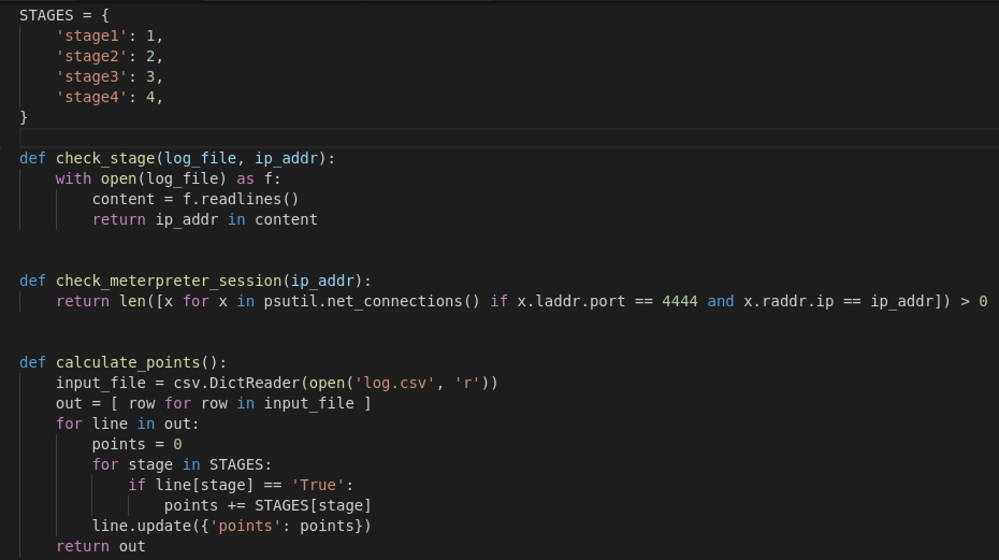 STAGES = {
    'stage1': 1,
    'stage2': 2,
    'stage3': 3,
    'stage4': 4,
}
def check_stage(log_file, ip_addr):
    with open(log_file) as f:
        content = f.readlines()
        return ip_addr in content
def check_meterpreter_session(ip_addr):
    return len([x for x in psutil.net_connections() if x.laddr.port == 4444 and x.raddr.ip == ip_addr]) > 0
def calculate_points():
    input_file = csv.DictReader(open('log.csv', 'r'))
    out = [ row for row in input_file ]
    for line in out:
        points = 0
        for stage in STAGES:
            if line[stage] == 'True':
                points += STAGES[stage]
        line.update({'points': points})
    return out